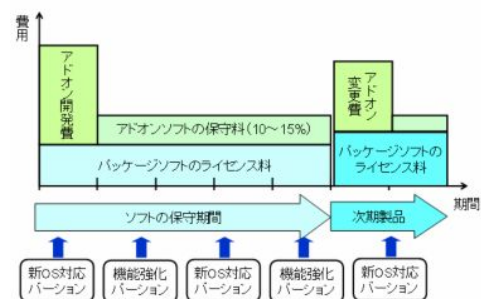 費用
アドオン開発費
アドオンソフトの保守料(10～15%)
パッケージソフトのライセンス料
アドオン
変更費
パッケージソフトの
ライセンス料
期間
ソフトの保守期間
次期製品
新OS対応
バージョン
機能強化
バージョン
新OS対応
バージョン
機能強化
バージョン
新OS対応
バージョン